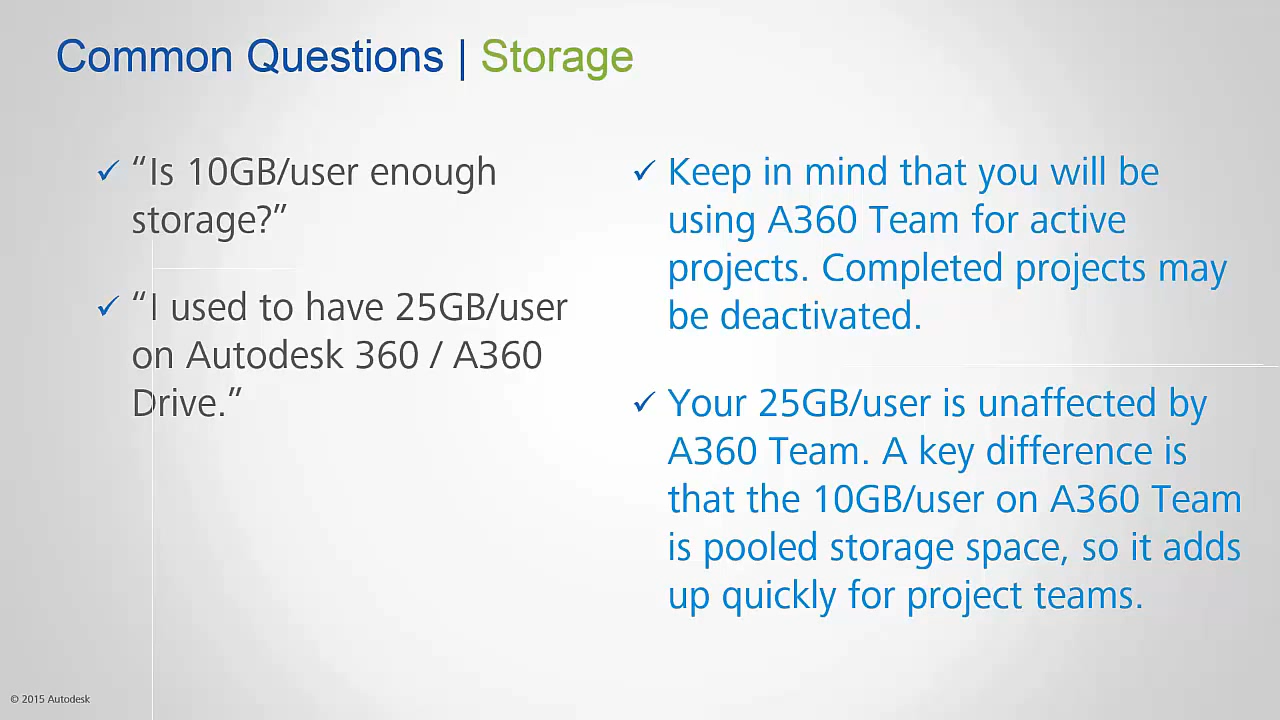 Common Questions | Storage
✓ “Is 10GB/user enough
storage?”
✓ “I used to have 25GB/user
on Autodesk 360 / A360
Drive.”
✓ Keep in mind that you will be
using A360 Team for active
projects. Completed projects may
be deactivated.
✓ Your 25GB/user is unaffected by
A360 Team. A key difference is
that the 10GB/user on A360 Team
is pooled storage space, so it adds
up quickly for project teams.
© 2015 Autodesk